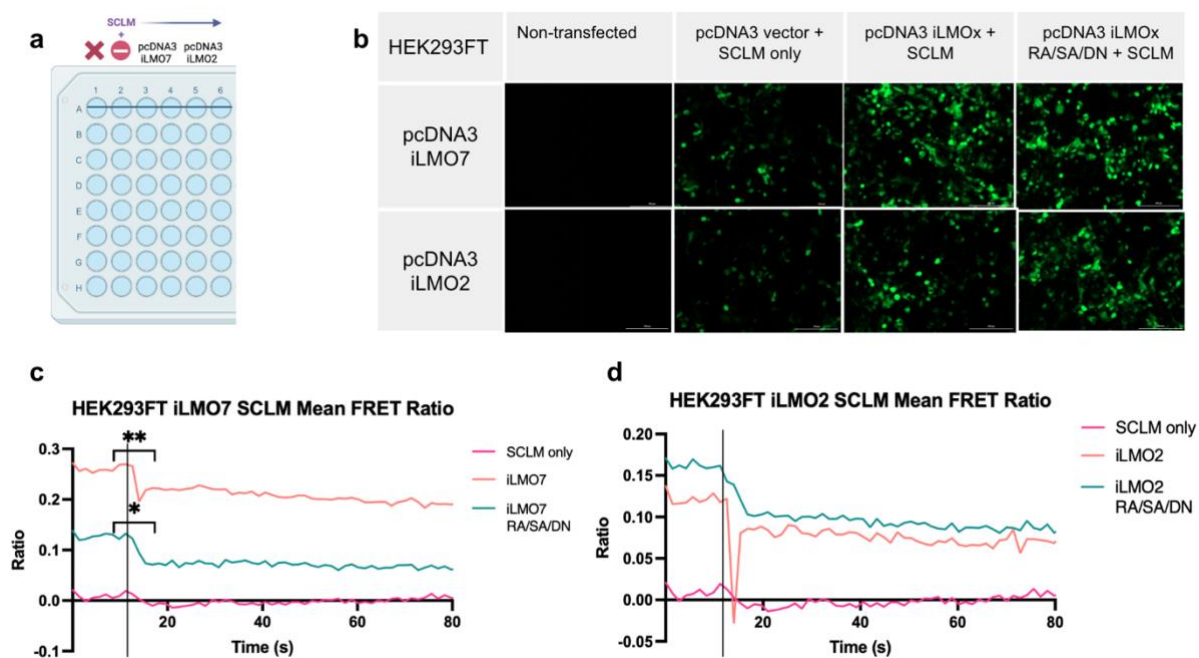 a
SCLM
+
pcDNA3 pcDNA3
iLMO7 iLMO2
1 2 3 4 5 6
A
B
C
D
E
F
G
H
b
HEK293FT
Non-transfected
pcDNA3 vector +
SCLM only
pcDNA3 iLMOx +
SCLM
pcDNA3 iLMOx
RA/SA/DN + SCLM
pcDNA3
iLMO7
pcDNA3
iLMO2
c
HEK293FT iLMO7 SCLM Mean FRET Ratio
**
*
0.3
0.2
0.1
0.0
-0.1
Ratio
20 40 60 80
Time (s)
SCLM only
iLMO7
iLMO7
RA/SA/DN
d
HEK293FT iLMO2 SCLM Mean FRET Ratio
0.20
0.15
0.10
0.05
0.00
-0.05
Ratio
20 40 60 80
Time (s)
SCLM only
iLMO2
iLMO2
RA/SA/DN